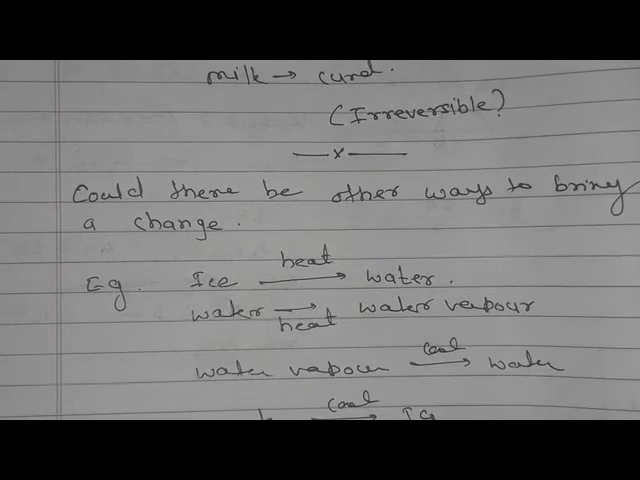 milk → curd.
(Irreversible?)
—x—
Could there be other ways to bring
a change.
Eg. Ice heat → water.
water → heat water vapour
water vapour cool → water
cool →